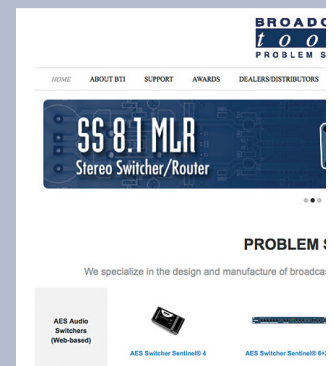 BROADC
too
PROBLEM S
HOME ABOUT BTI SUPPORT AWARDS DEALERS/DISTRIBUTORS
SS 8.1 MLR
Stereo Switcher/Router
PROBLEM S
We specialize in the design and manufacture of broadcas
AES Audio
Switchers
(Web-based)
AES Switcher Sentinel® 4 AES Switcher Sentinel® 6+